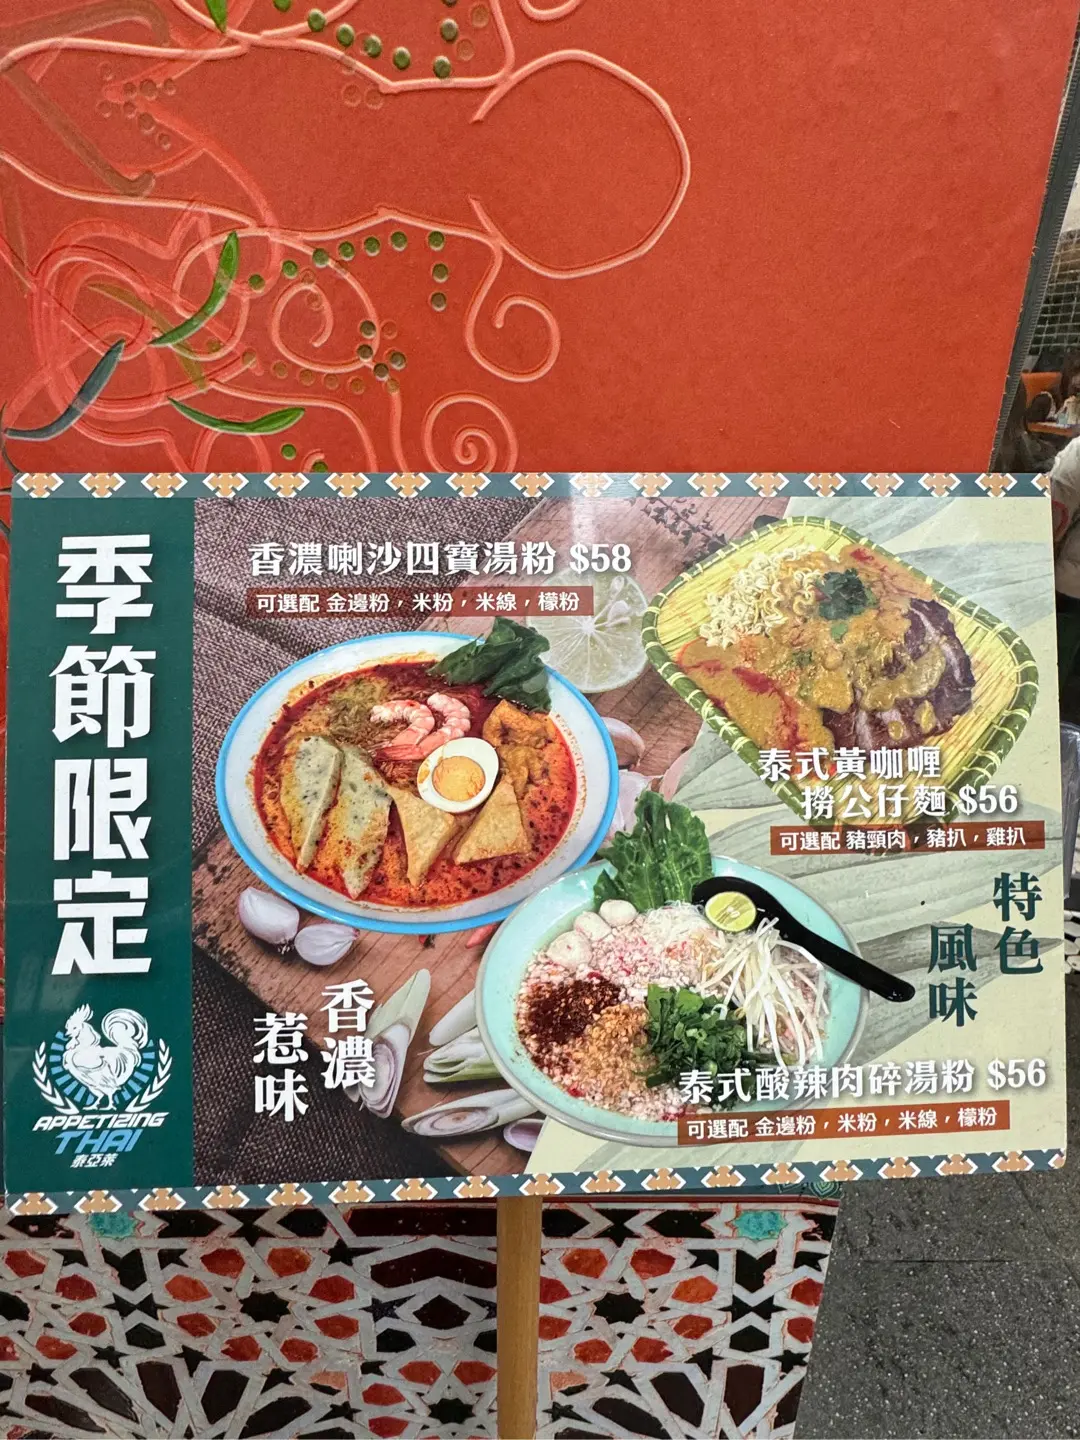 季節限定
APPETIZING
THAI
泰亞菜
香濃喇沙四寶湯粉 $58
可選配 金邊粉，米粉，米線，檬粉
香濃
惹味
泰式黃咖喱
撈公仔麵 $56
可選配 豬頸肉，豬扒，雞扒
特色
風味
泰式酸辣肉碎湯粉 $56
可選配 金邊粉，米粉，米線，檬粉